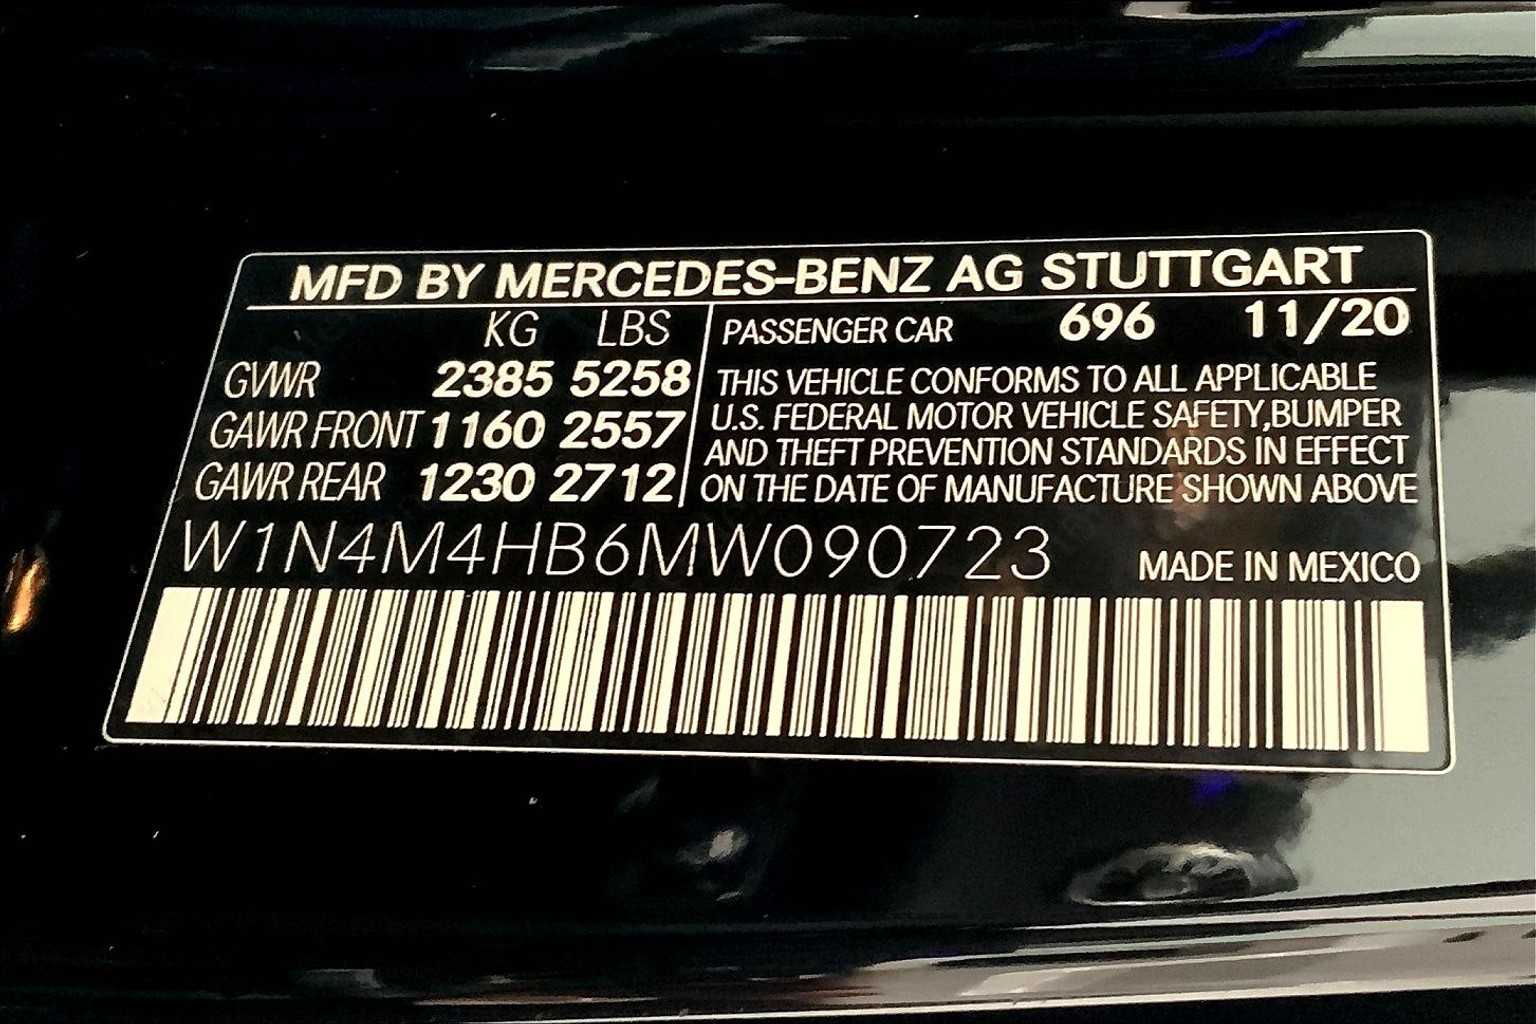 MFD BY MERCEDES-BENZ AG STUTTGART
KG LBS
GVWR 2385 5258
GAWR FRONT 1160 2557
GAWR REAR 1230 2712
PASSENGER CAR 696 11/20
THIS VEHICLE CONFORMS TO ALL APPLICABLE
U.S. FEDERAL MOTOR VEHICLE SAFETY,BUMPER
AND THEFT PREVENTION STANDARDS IN EFFECT
ON THE DATE OF MANUFACTURE SHOWN ABOVE
W1N4M4HB6MW090723
MADE IN MEXICO